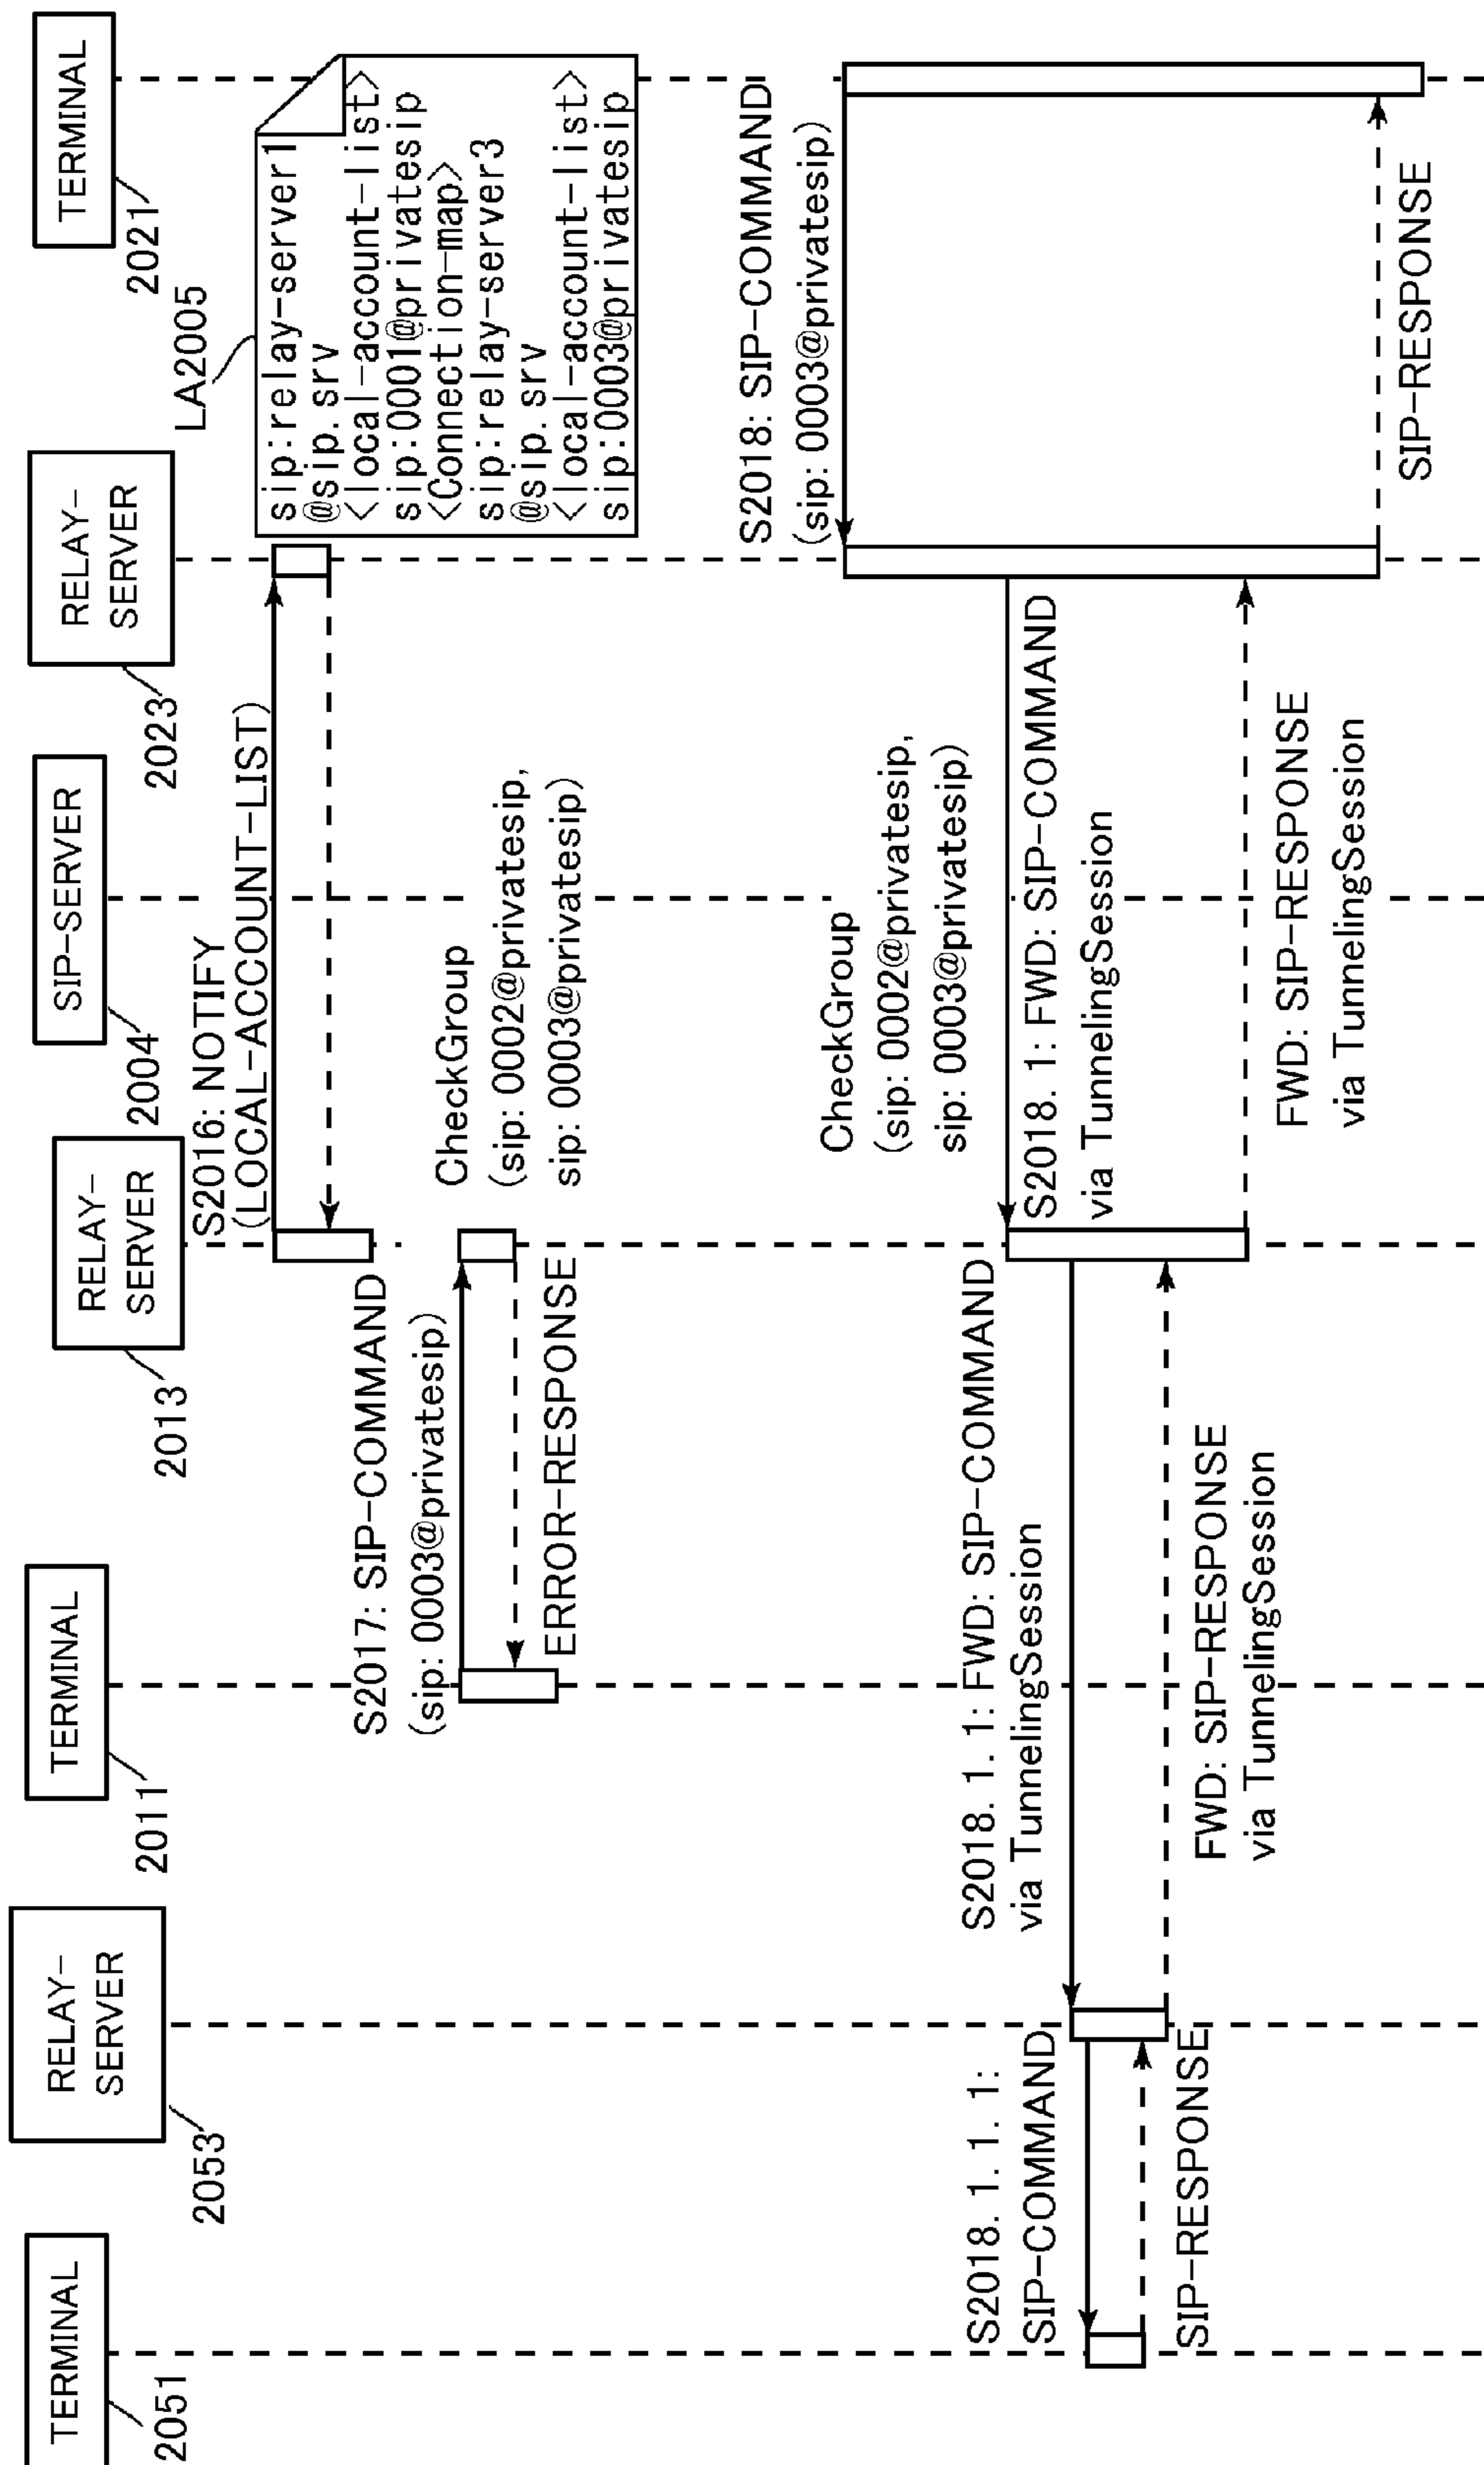 TERMINAL
2051
RELAY-
SERVER
2053
TERMINAL
2011
RELAY-
SERVER
2013
SIP-SERVER
2004
RELAY-
SERVER
2023
TERMINAL
2021
S2016: NOTIFY
(LOCAL-ACCOUNT-LIST)
LA2005
sip:relay-server1
@sip.srv
<local-account-list>
sip:0001@privatesip
<Connection-map>
sip:relay-server3
@sip.srv
<local-account-list>
sip:0003@privatesip
S2017: SIP-COMMAND
(sip: 0003@privatesip)
CheckGroup
(sip: 0002@privatesip,
sip: 0003@privatesip)
ERROR-RESPONSE
S2018: SIP-COMMAND
(sip: 0003@privatesip)
CheckGroup
(sip: 0002@privatesip,
sip: 0003@privatesip)
S2018. 1: FWD: SIP-COMMAND
via TunnelingSession
S2018. 1. 1: FWD: SIP-COMMAND
via TunnelingSession
S2018. 1. 1. 1:
SIP-COMMAND
SIP-RESPONSE
FWD: SIP-RESPONSE
via TunnelingSession
FWD: SIP-RESPONSE
via TunnelingSession
SIP-RESPONSE